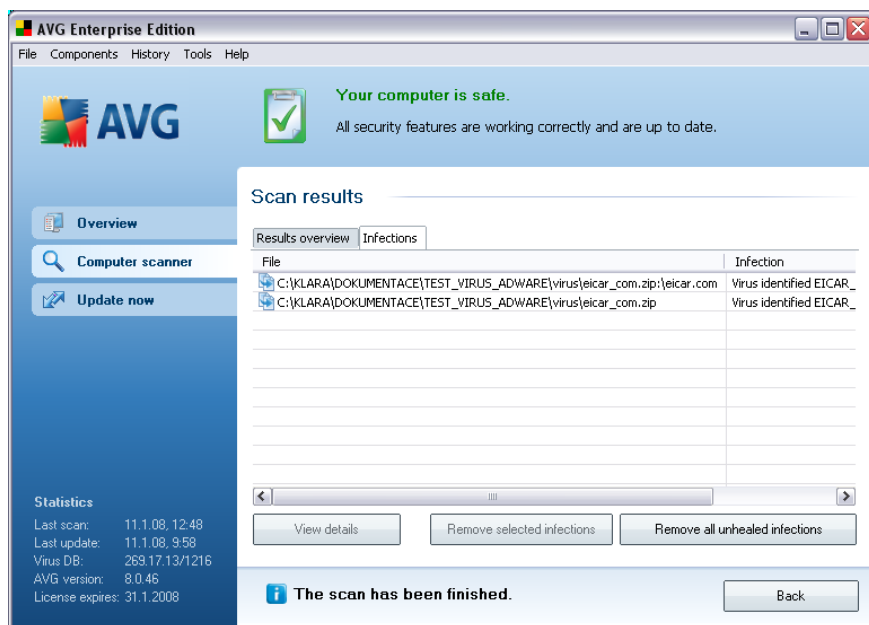 AVG Enterprise Edition
File Components History Tools Help
AVG
Your computer is safe.
All security features are working correctly and are up to date.
Overview
Computer scanner
Update now
Scan results
Results overview Infections
File Infection
C:\KLARA\DOKUMENTACE\TEST_VIRUS_ADWARE\virus\eicar_com.zip:\eicar.com Virus identified EICAR_
C:\KLARA\DOKUMENTACE\TEST_VIRUS_ADWARE\virus\eicar_com.zip Virus identified EICAR_
View details Remove selected infections Remove all unhealed infections
Statistics
Last scan: 11.1.08, 12:48
Last update: 11.1.08, 9:58
Virus DB: 269.17.13/1216
AVG version: 8.0.46
License expires: 31.1.2008
The scan has been finished. Back